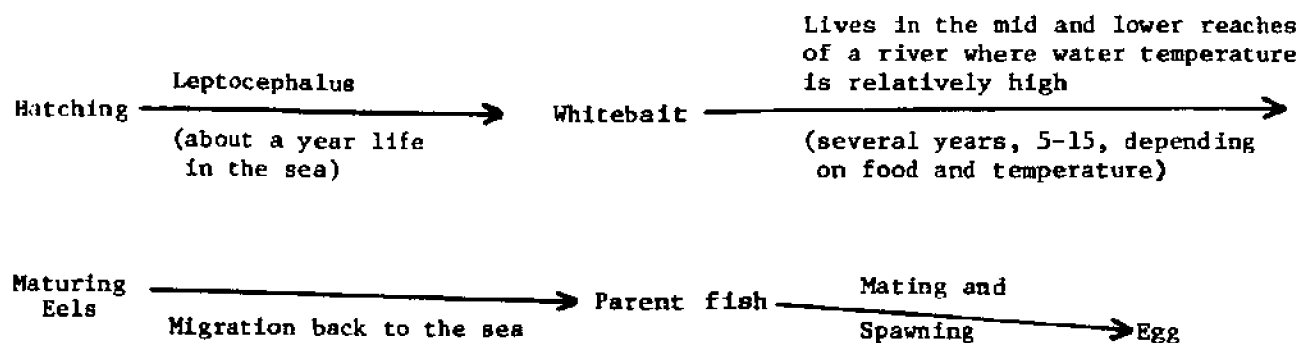 Lives in the mid and lower reaches
of a river where water temperature
is relatively high
Leptocephalus
Hatching
Whitebait
(about a year life
in the sea)
(several years, 5-15, depending
on food and temperature)
Maturing
Eels
Migration back to the sea
Parent fish
Mating and
Spawning
Egg